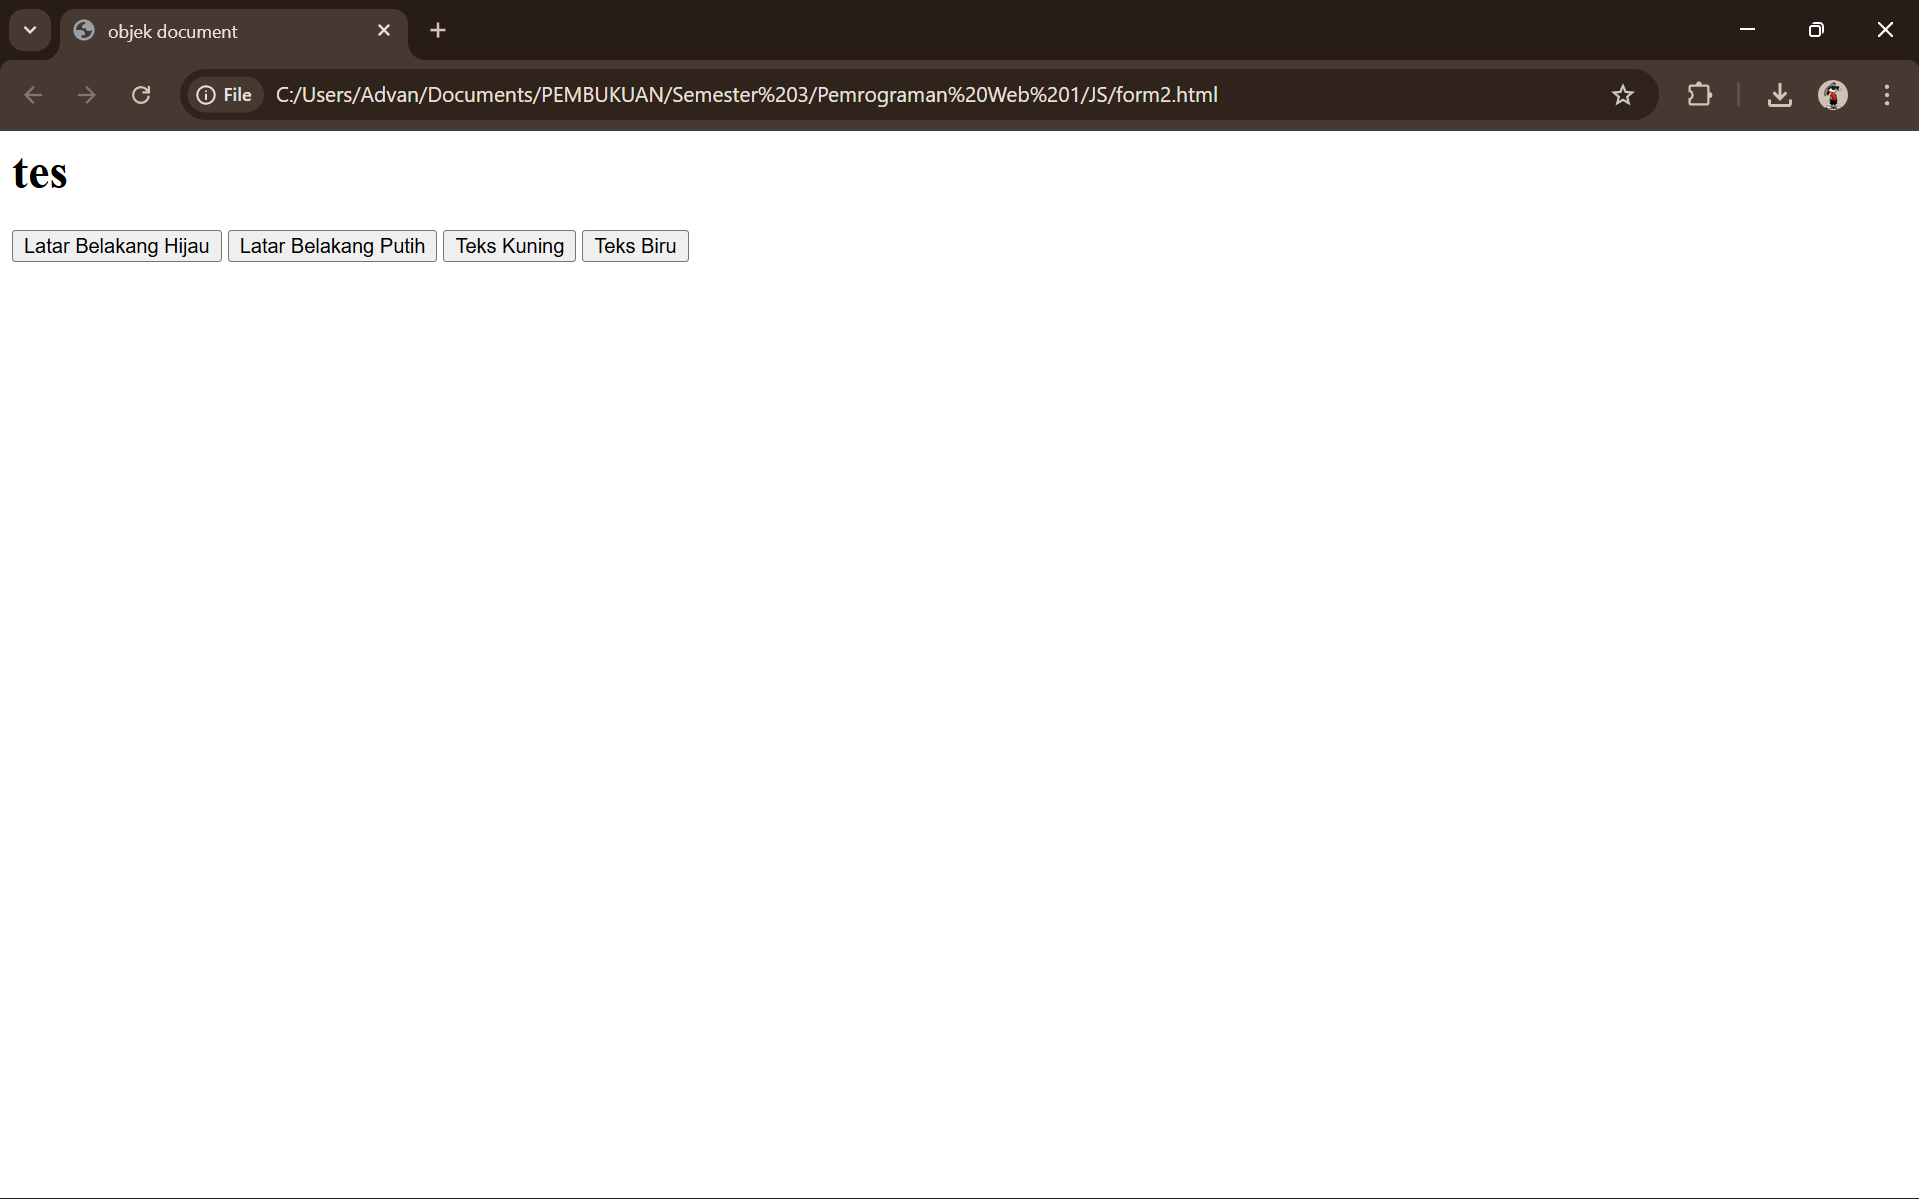 objek document
File C:/Users/Advan/Documents/PEMBUKUAN/Semester%203/Pemrograman%20Web%201/JS/form2.html
tes
Latar Belakang Hijau Latar Belakang Putih Teks Kuning Teks Biru